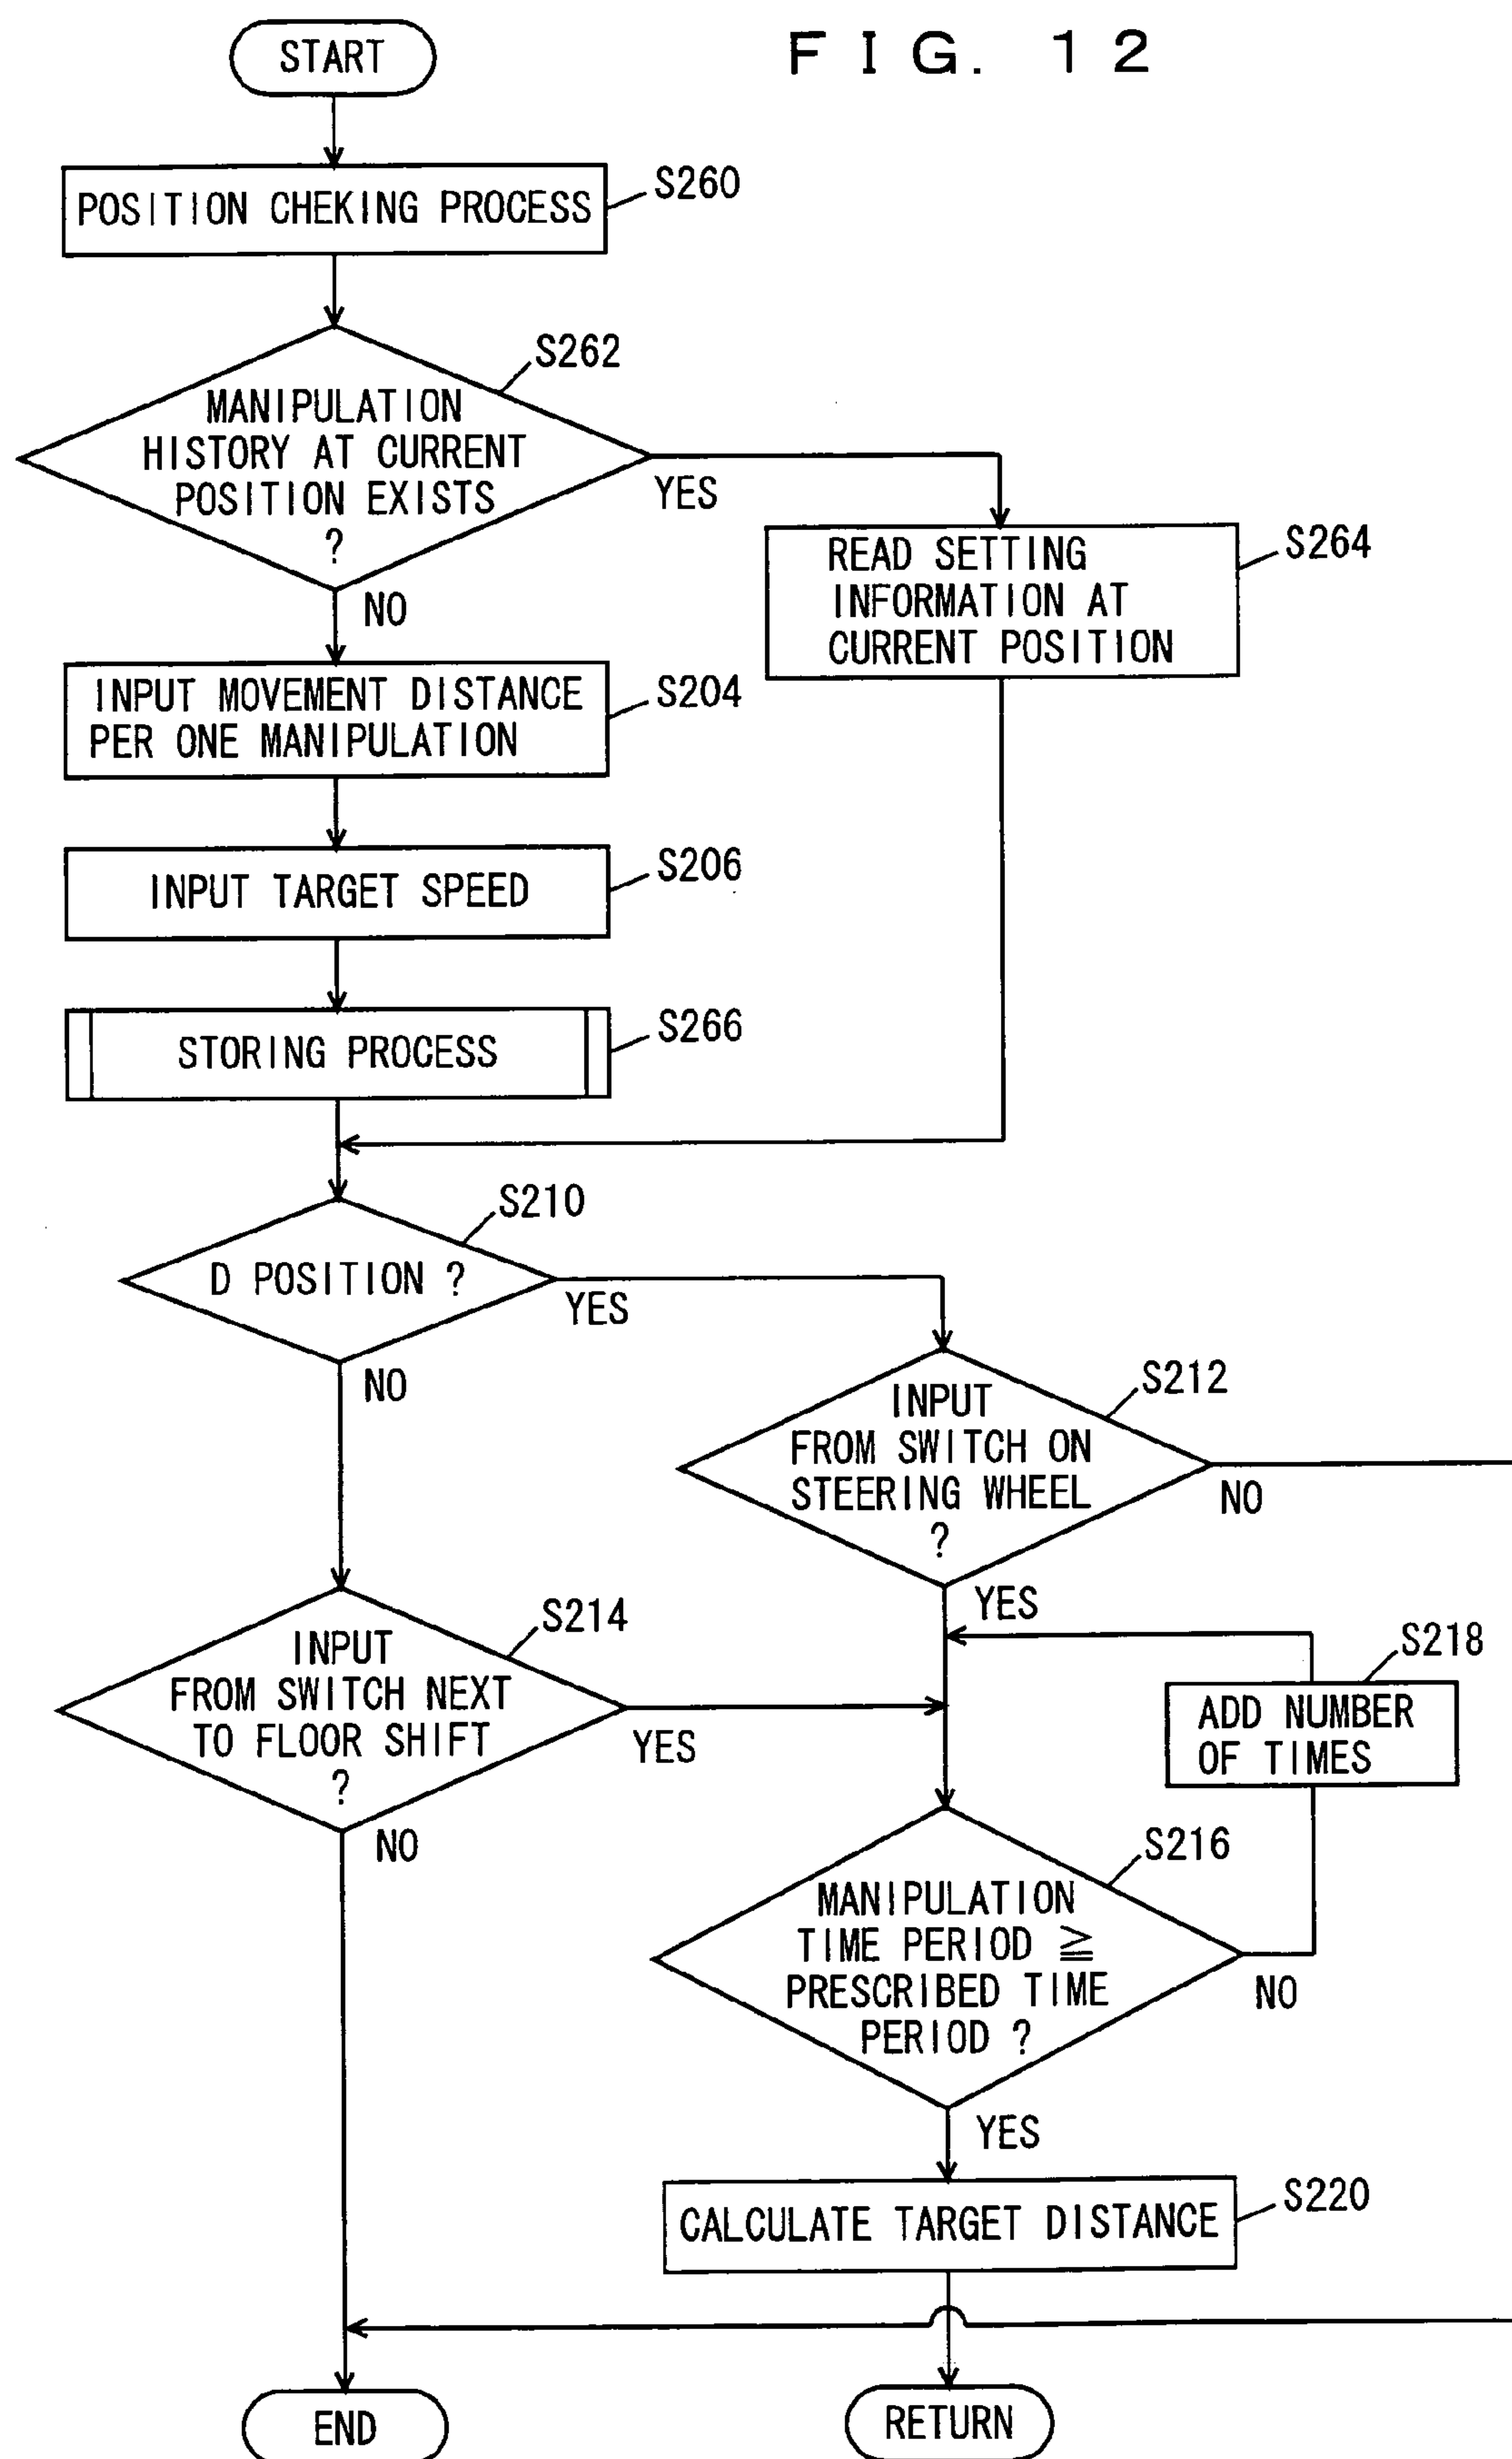 FIG. 12
START
POSITION CHEKING PROCESS
S260
S262
MANIPULATION
HISTORY AT CURRENT
POSITION EXISTS
?
YES
NO
READ SETTING
INFORMATION AT
CURRENT POSITION
S264
INPUT MOVEMENT DISTANCE
PER ONE MANIPULATION
S204
INPUT TARGET SPEED
S206
STORING PROCESS
S266
S210
D POSITION ?
YES
NO
S212
INPUT
FROM SWITCH ON
STEERING WHEEL
?
NO
YES
S214
INPUT
FROM SWITCH NEXT
TO FLOOR SHIFT
?
YES
NO
S218
ADD NUMBER
OF TIMES
S216
MANIPULATION
TIME PERIOD ≧
PRESCRIBED TIME
PERIOD ?
NO
YES
CALCULATE TARGET DISTANCE
S220
END
RETURN